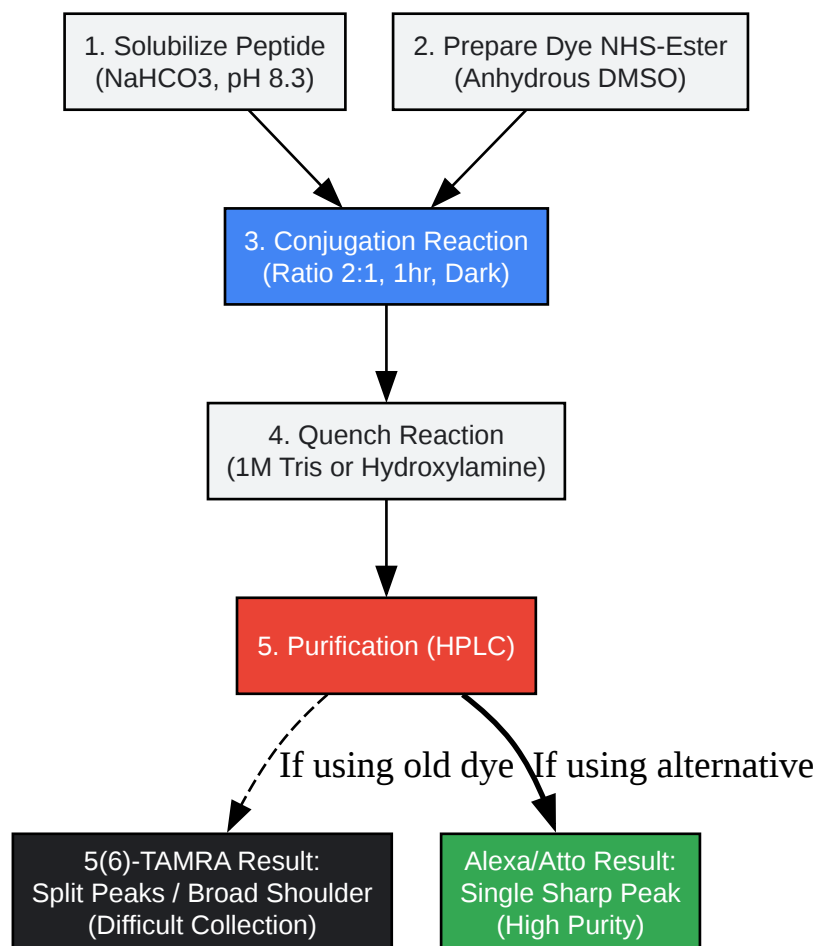 1. Solubilize Peptide
(NaHCO3, pH 8.3)
2. Prepare Dye NHS-Ester
(Anhydrous DMSO)
3. Conjugation Reaction
(Ratio 2:1, 1hr, Dark)
4. Quench Reaction
(1M Tris or Hydroxylamine)
5. Purification (HPLC)
If using old dye
If using alternative
5(6)-TAMRA Result:
Split Peaks / Broad Shoulder
(Difficult Collection)
Alexa/Atto Result:
Single Sharp Peak
(High Purity)